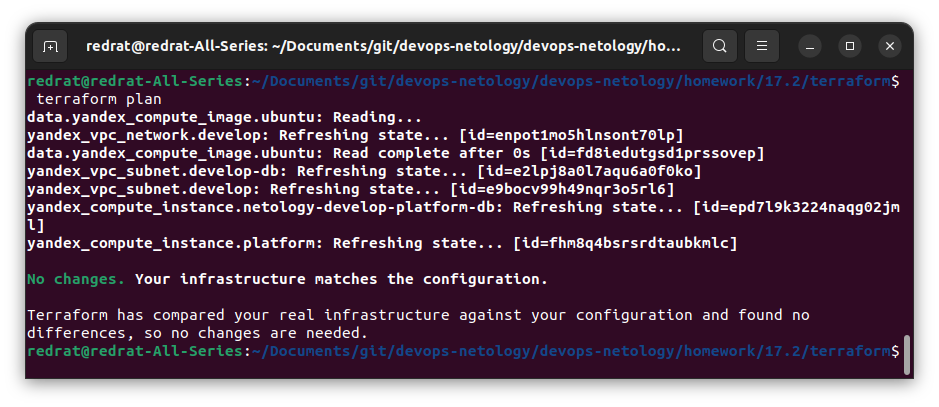 redrat@redrat-All-Series: ~/Documents/git/devops-netology/devops-netology/ho...
redrat@redrat-All-Series:~/Documents/git/devops-netology/devops-netology/homework/17.2/terraform$
 terraform plan
data.yandex_compute_image.ubuntu: Reading...
yandex_vpc_network.develop: Refreshing state... [id=enpot1mo5hlnsont70lp]
data.yandex_compute_image.ubuntu: Read complete after 0s [id=fd8iedutgsd1prssovep]
yandex_vpc_subnet.develop-db: Refreshing state... [id=e2lpj8a0l7aqu6a0f0ko]
yandex_vpc_subnet.develop: Refreshing state... [id=e9bocv99h49nqr3o5rl6]
yandex_compute_instance.netology-develop-platform-db: Refreshing state... [id=epd7l9k3224naqg02jm
l]
yandex_compute_instance.platform: Refreshing state... [id=fhm8q4bsrsrdtaubkmlc]
No changes. Your infrastructure matches the configuration.
Terraform has compared your real infrastructure against your configuration and found no
differences, so no changes are needed.
redrat@redrat-All-Series:~/Documents/git/devops-netology/devops-netology/homework/17.2/terraform$